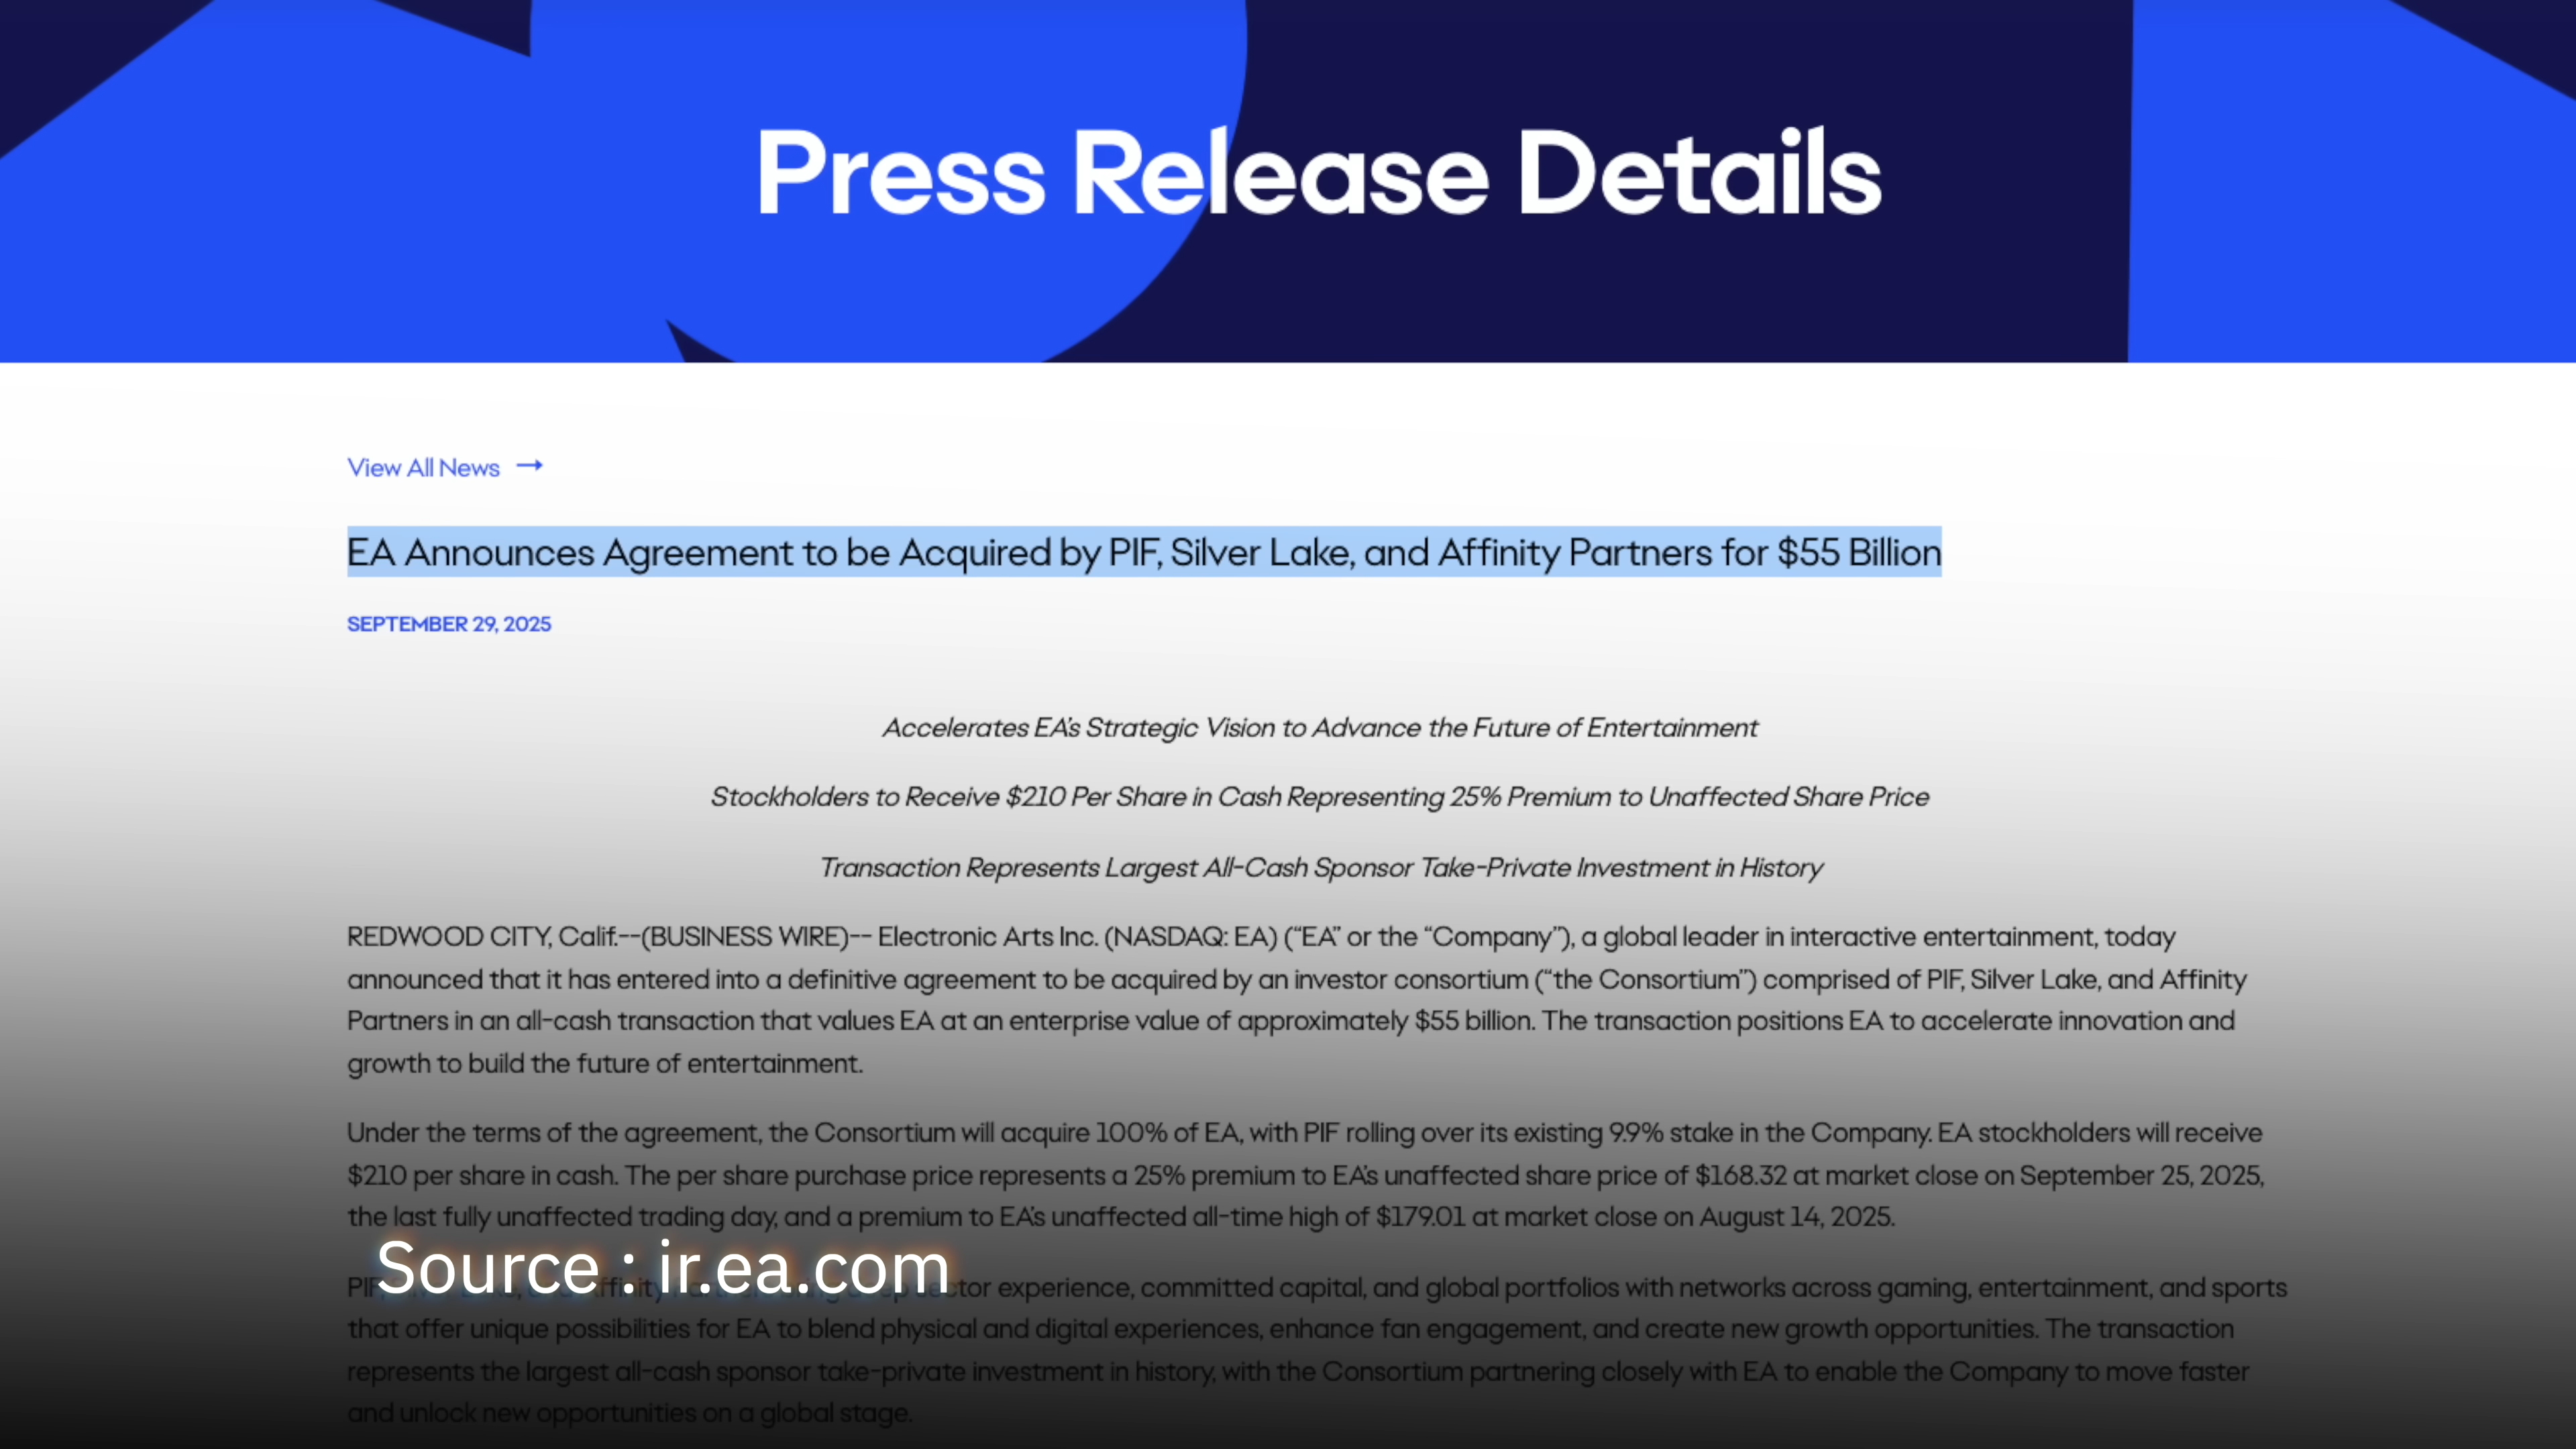 Press Release Details
View All News →
EA Announces Agreement to be Acquired by PIF, Silver Lake, and Affinity Partners for $55 Billion
SEPTEMBER 29, 2025
Accelerates EA's Strategic Vision to Advance the Future of Entertainment
Stockholders to Receive $210 Per Share in Cash Representing 25% Premium to Unaffected Share Price
Transaction Represents Largest All-Cash Sponsor Take-Private Investment in History
REDWOOD CITY, Calif.--(BUSINESS WIRE)-- Electronic Arts Inc. (NASDAQ: EA) (“EA” or the “Company”), a global leader in interactive entertainment, today
announced that it has entered into a definitive agreement to be acquired by an investor consortium (“the Consortium”) comprised of PIF, Silver Lake, and Affinity
Partners in an all-cash transaction that values EA at an enterprise value of approximately $55 billion. The transaction positions EA to accelerate innovation and
growth to build the future of entertainment.
Under the terms of the agreement, the Consortium will acquire 100% of EA, with PIF rolling over its existing 9.9% stake in the Company. EA stockholders will receive
$210 per share in cash. The per share purchase price represents a 25% premium to EA's unaffected share price of $168.32 at market close on September 25, 2025,
the last fully unaffected trading day, and a premium to EA's unaffected all-time high of $179.01 at market close on August 14, 2025.
Source : ir.ea.com
experience, committed capital, and global portfolios with networks across gaming, entertainment, and sports
that offer unique possibilities for EA to blend physical and digital experiences, enhance fan engagement, and create new growth opportunities. The transaction
represents the largest all-cash sponsor take-private investment in history, with the Consortium partnering closely with EA to enable the Company to move faster
and unlock new opportunities on a global stage.